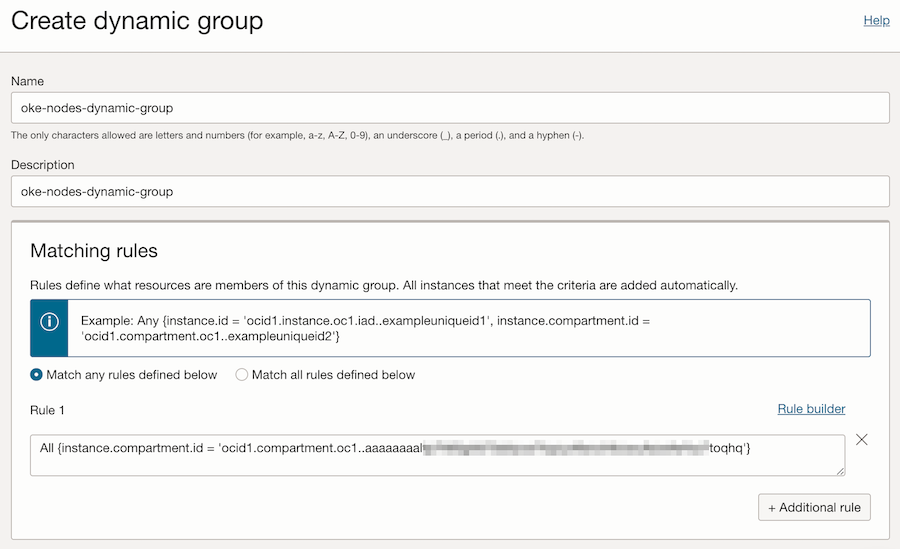 Create dynamic group
Help
Name
oke-nodes-dynamic-group
The only characters allowed are letters and numbers (for example, a-z, A-Z, 0-9), an underscore (_), a period (.), and a hyphen (-).
Description
oke-nodes-dynamic-group
Matching rules
Rules define what resources are members of this dynamic group. All instances that meet the criteria are added automatically.
Example: Any {instance.id = 'ocid1.instance.oc1.iad..exampleuniqueid1', instance.compartment.id =
'ocid1.compartment.oc1..exampleuniqueid2'}
Match any rules defined below
Match all rules defined below
Rule 1
Rule builder
All {instance.compartment.id = 'ocid1.compartment.oc1..aaaaaaaal toqhq'}
+ Additional rule